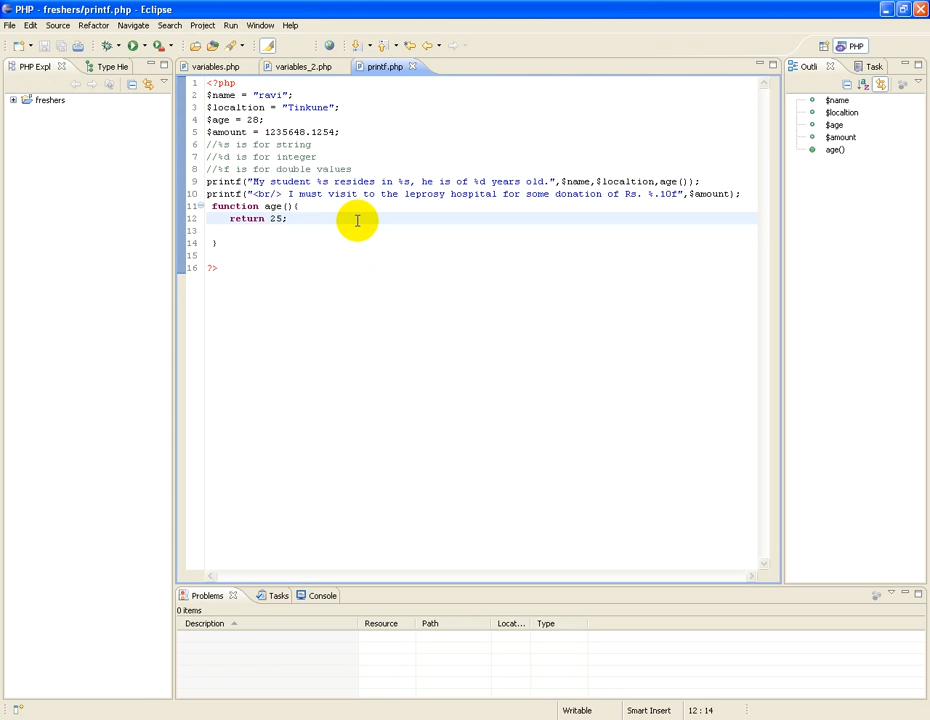 PHP - freshers/printf.php - Eclipse
File Edit Source Refactor Navigate Search Project Run Window Help
PHP
PHP Expl Type Hie variables.php variables_2.php printf.php Outli Task
freshers
1 <?php
2 $name = "ravi";
3 $localtion = "Tinkune";
4 $age = 28;
5 $amount = 1235648.1254;
6 //%s is for string
7 //%d is for integer
8 //%f is for double values
9 printf("My student %s resides in %s, he is of %d years old.",$name,$localtion,age());
10 printf("<br/> I must visit to the leprosy hospital for some donation of Rs. %.10f",$amount);
11 function age(){
12 return 25;
13
14 }
15
16 ?>
$name
$localtion
$age
$amount
age()
Problems Tasks Console
0 items
Description Resource Path Locat... Type
Writable Smart Insert 12 : 14